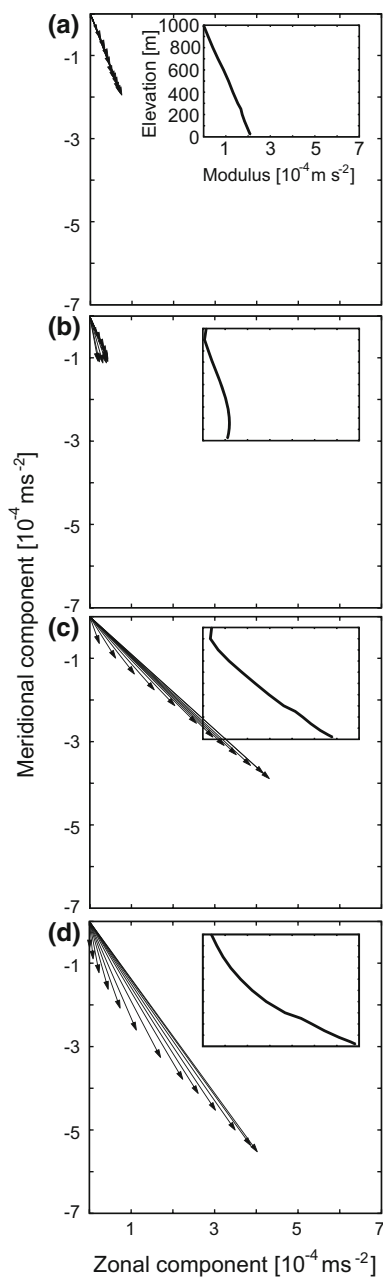 (a)
-1
-3
-5
-7
Elevation [m]
1000
800
600
400
200
0
1 3 5 7
Modulus [10⁻⁴ m s⁻²]
(b)
-1
-3
-5
-7
Meridional component [10⁻⁴ ms⁻²]
(c)
-1
-3
-5
-7
(d)
-1
-3
-5
-7
1 3 5 7
Zonal component [10⁻⁴ ms⁻²]